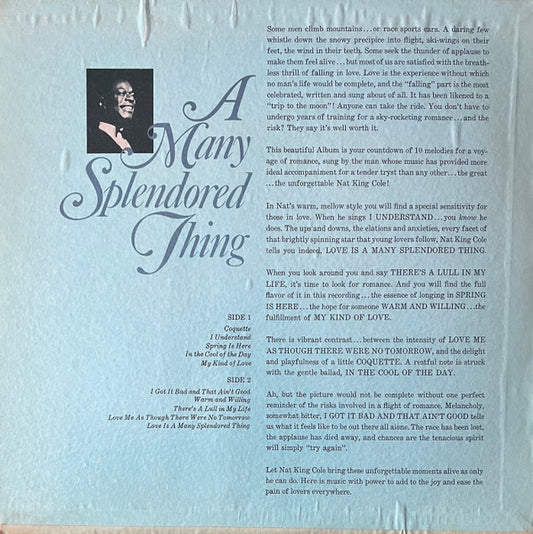 A
Many
Splendored
Thing
SIDE 1
Coquette
I Understand
Spring Is Here
In the Cool of the Day
My Kind of Love
SIDE 2
I Got It Bad and That Ain't Good
Warm and Willing
There's A Lull in My Life
Love Me As Though There Were No Tomorrow
Love Is A Many Splendored Thing
Some men climb mountains...or race sports cars. A daring few
whistle down the snowy precipice into flight, ski-wings on their
feet, the wind in their teeth. Some seek the thunder of applause to
make them feel alive...but most of us are satisfied with the breath-
less thrill of falling in love. Love is the experience without which
no man's life would be complete, and the "falling" part is the most
celebrated, written and sung about of all. It has been likened to a
"trip to the moon"! Anyone can take the ride. You don't have to
undergo years of training for a sky-rocketing romance...and the
risk? They say it's well worth it.
This beautiful Album is your countdown of 10 melodies for a voy-
age of romance, sung by the man whose music has provided more
ideal accompaniment for a tender tryst than any other...the great
...the unforgettable Nat King Cole!
In Nat's warm, mellow style you will find a special sensitivity for
those in love. When he sings I UNDERSTAND...you know he
does. The ups and downs, the elations and anxieties, every facet of
that brightly spinning star that young lovers follow, Nat King Cole
tells you indeed, LOVE IS A MANY SPLENDORED THING.
When you look around you and say THERE'S A LULL IN MY
LIFE, it's time to look for romance. And you will find the full
flavor of it in this recording...the essence of longing in SPRING
IS HERE...the hope for someone WARM AND WILLING...the
fulfillment of MY KIND OF LOVE.
There is vibrant contrast...between the intensity of LOVE ME
AS THOUGH THERE WERE NO TOMORROW, and the delight
and playfulness of a little COQUETTE. A restful note is struck
with the gentle ballad, IN THE COOL OF THE DAY.
Ah, but the picture would not be complete without one perfect
reminder of the risks involved in a flight of romance. Melancholy,
somewhat bitter, I GOT IT BAD AND THAT AIN'T GOOD tells
us what it feels like to be out there all alone. The race has been lost,
the applause has died away, and chances are the tenacious spirit
will simply "try again".
Let Nat King Cole bring these unforgettable moments alive as only
he can do. Here is music with power to add to the joy and ease the
pain of lovers everywhere.